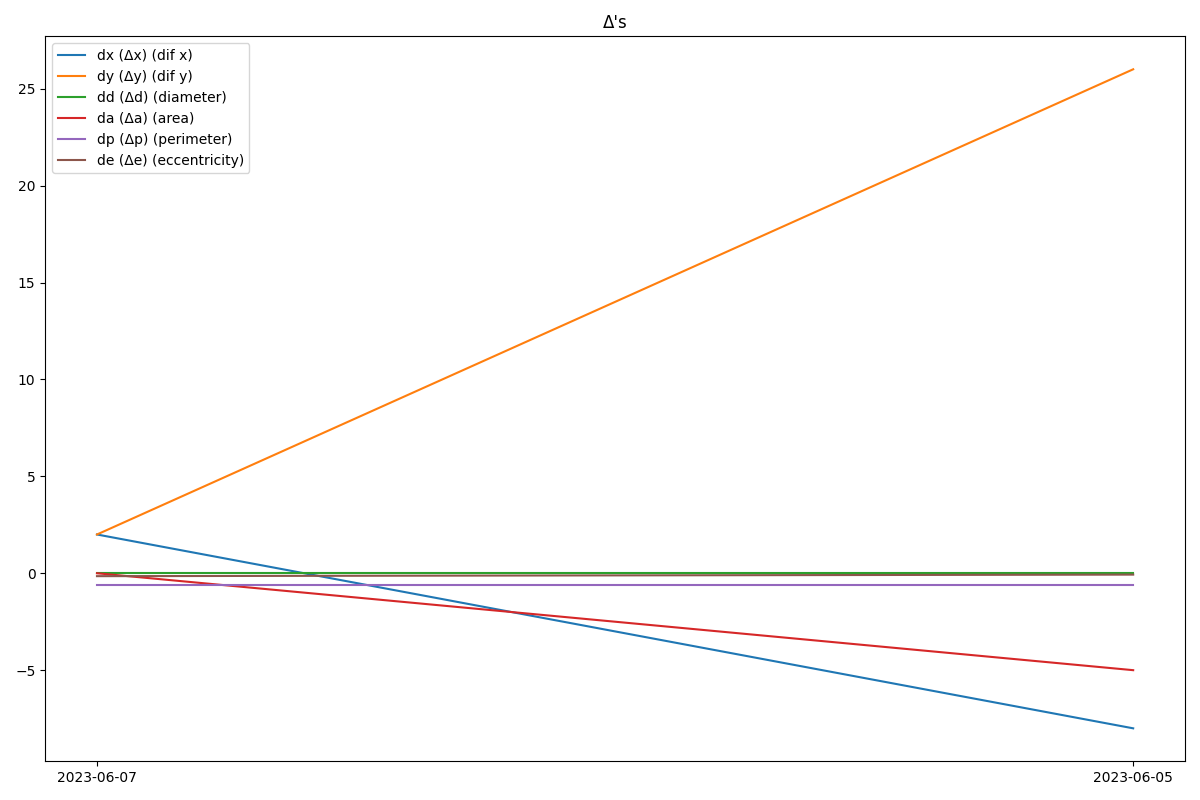 Δ's
dx (Δx) (dif x)
dy (Δy) (dif y)
dd (Δd) (diameter)
da (Δa) (area)
dp (Δp) (perimeter)
de (Δe) (eccentricity)
25
20
15
10
5
0
−5
2023-06-07 2023-06-05